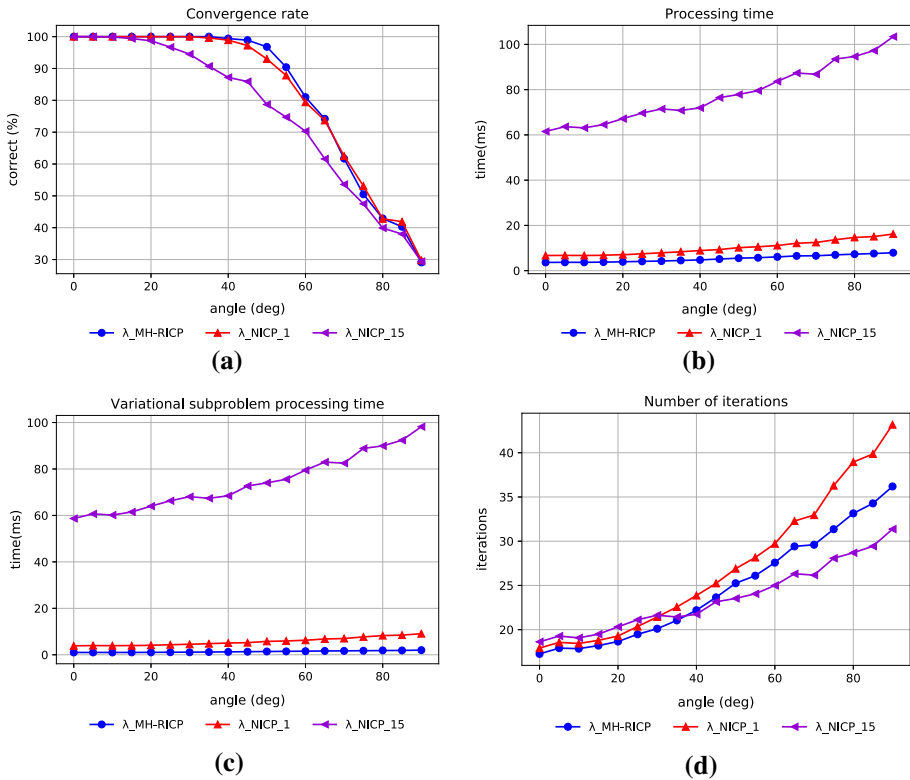 Convergence rate
100
90
80
70
60
50
40
30
correct (%)
0 20 40 60 80
angle (deg)
λ_MH-RICP λ_NICP_1 λ_NICP_15
(a)
Processing time
100
80
60
40
20
0
time(ms)
0 20 40 60 80
angle (deg)
λ_MH-RICP λ_NICP_1 λ_NICP_15
(b)
Variational subproblem processing time
100
80
60
40
20
0
time(ms)
0 20 40 60 80
angle (deg)
λ_MH-RICP λ_NICP_1 λ_NICP_15
(c)
Number of iterations
40
35
30
25
20
iterations
0 20 40 60 80
angle (deg)
λ_MH-RICP λ_NICP_1 λ_NICP_15
(d)